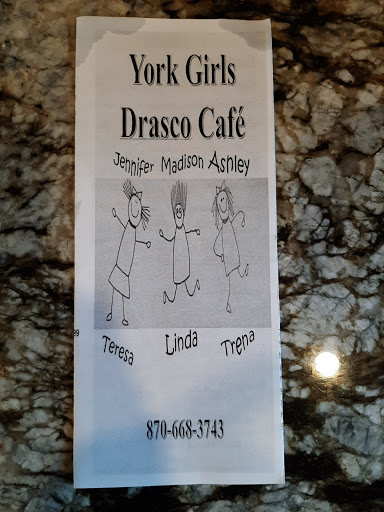 York Girls
Drasco Café
Jennifer Madison Ashley
Teresa Linda Trena
870-668-3743